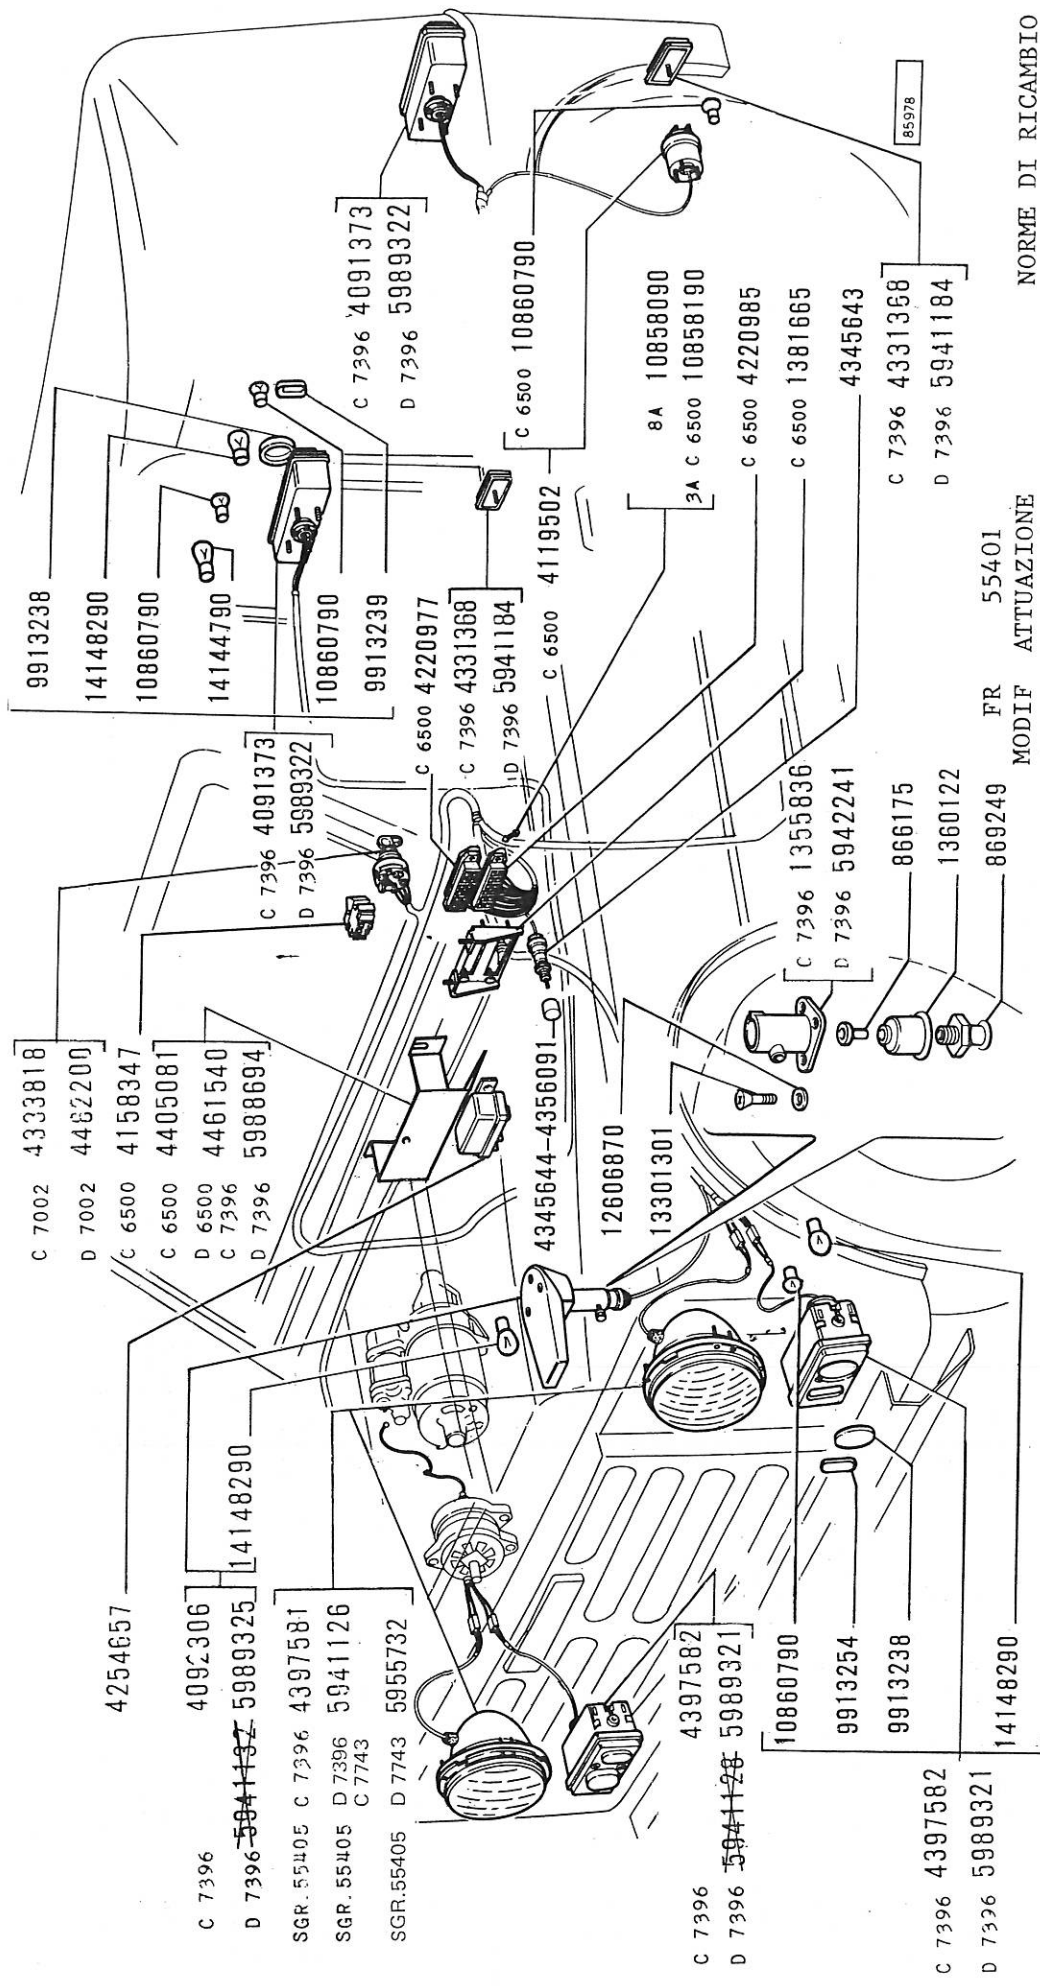 C 7002 4333818
D 7002 4462200
C 6500 4158347
C 6500 4405081
D 6500 4461540
C 7396
D 7396 5988694
4254657
C 7396 4092306
D 7396 5941132 5989325
14148290
SGR.55405 C 7396 4397581
SGR.55405 D 7396 5941126
C 7743
SGR.55405 D 7743 5955732
9913238
14148290
10860790
14144790
10860790
9913239
C 7396 4091373
D 7396 5989322
C 7396 4091373
D 7396 5989322
C 6500 4220977
C 7396 4331368
D 7396 5941184
C 6500 10860790
C 6500 4119502
8A 10858090
3A C 6500 10858190
C 6500 4220985
C 6500 1381665
4345643
C 7396 4331368
D 7396 5941184
85978
4345644-4356091
12606870
13301301
C 7396 1355836
D 7396 5942241
866175
1360122
869249
C 7396 4397582
D 7396 5941128 5989321
10860790
9913254
9913238
14148290
C 7396 4397582
D 7396 5989321
FR 55401
MODIF ATTUAZIONE NORME DI RICAMBIO